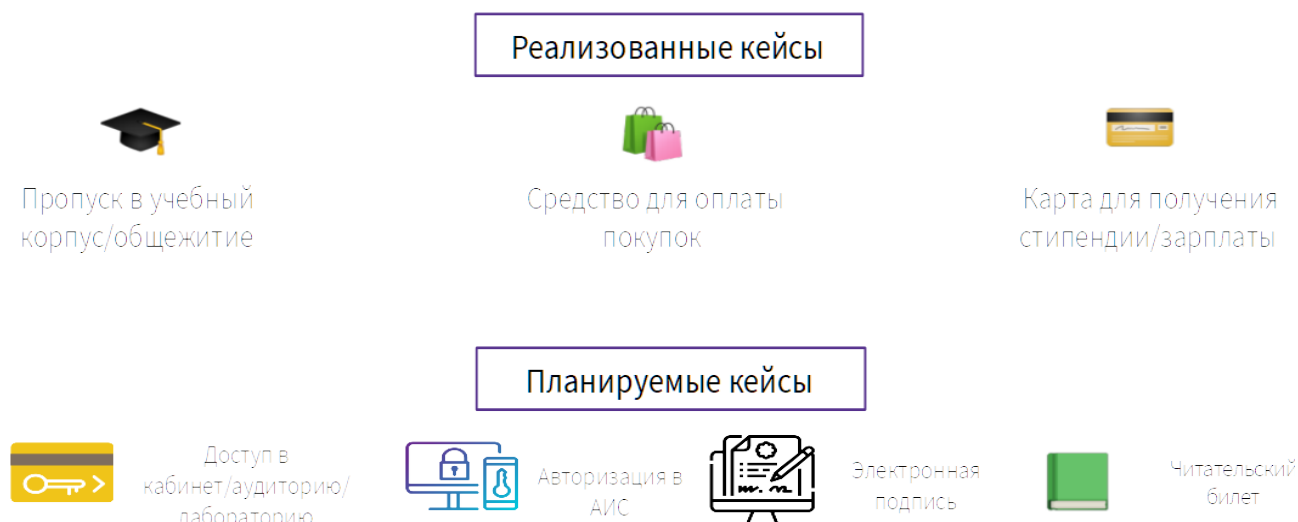 Реализованные кейсы
Пропуск в учебный
корпус/общежитие
Средство для оплаты
покупок
Карта для получения
стипендии/зарплаты
Планируемые кейсы
Доступ в
кабинет/аудиторию/
лабораторию
Авторизация в
АИС
Электронная
подпись
Читательский
билет